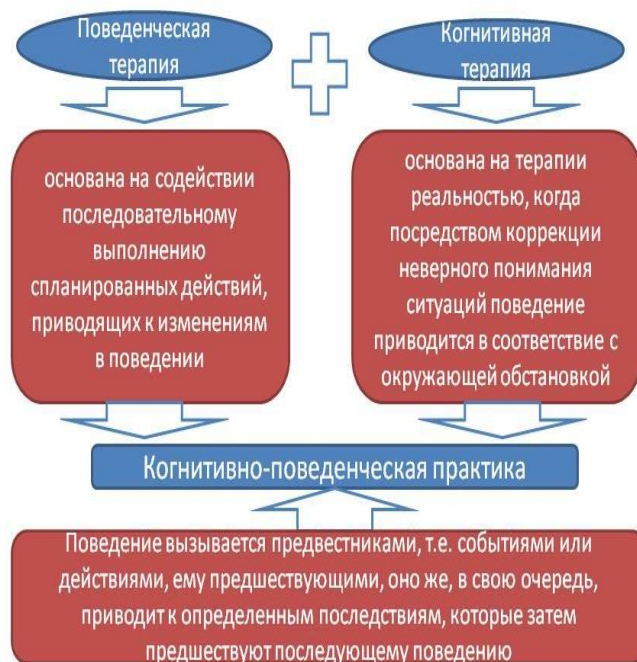 Поведенческая
терапия
Когнитивная
терапия
основана на содействии
последовательному
выполнению
спланированных действий,
приводящих к изменениям
в поведении
основана на терапии
реальностью, когда
посредством коррекции
неверного понимания
ситуаций поведение
приводится в соответствие с
окружающей обстановкой
Когнитивно-поведенческая практика
Поведение вызывается предвестниками, т.е. событиями или
действиями, ему предшествующими, оно же, в свою очередь,
приводит к определенным последствиям, которые затем
предшествуют последующему поведению